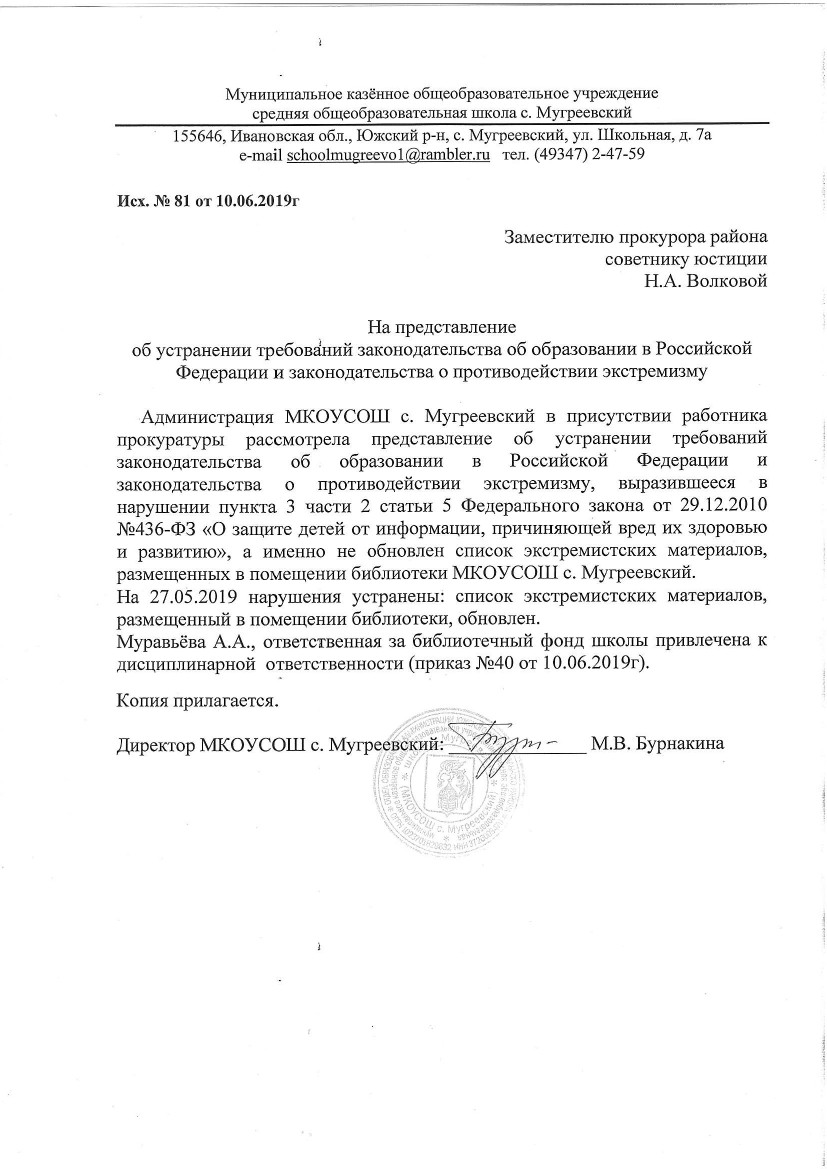 Муниципальное казённое общеобразовательное учреждение
средняя общеобразовательная школа с. Мугреевский
155646, Ивановская обл., Южский р-н, с. Мугреевский, ул. Школьная, д. 7а
e-mail schoolmugreevo1@rambler.ru тел. (49347) 2-47-59
Исх. № 81 от 10.06.2019г
Заместителю прокурора района
советнику юстиции
Н.А. Волковой
На представление
об устранении требований законодательства об образовании в Российской
Федерации и законодательства о противодействии экстремизму
Администрация МКОУСОШ с. Мугреевский в присутствии работника
прокуратуры рассмотрела представление об устранении требований
законодательства об образовании в Российской Федерации и
законодательства о противодействии экстремизму, выразившееся в
нарушении пункта 3 части 2 статьи 5 Федерального закона от 29.12.2010
№436-ФЗ «О защите детей от информации, причиняющей вред их здоровью
и развитию», а именно не обновлен список экстремистских материалов,
размещенных в помещении библиотеки МКОУСОШ с. Мугреевский.
На 27.05.2019 нарушения устранены: список экстремистских материалов,
размещенный в помещении библиотеки, обновлен.
Муравьёва А.А., ответственная за библиотечный фонд школы привлечена к
дисциплинарной ответственности (приказ №40 от 10.06.2019г).
Копия прилагается.
Директор МКОУСОШ с. Мугреевский: ______________ М.В. Бурнакина
(МКОУСОШ с. Мугреевский)